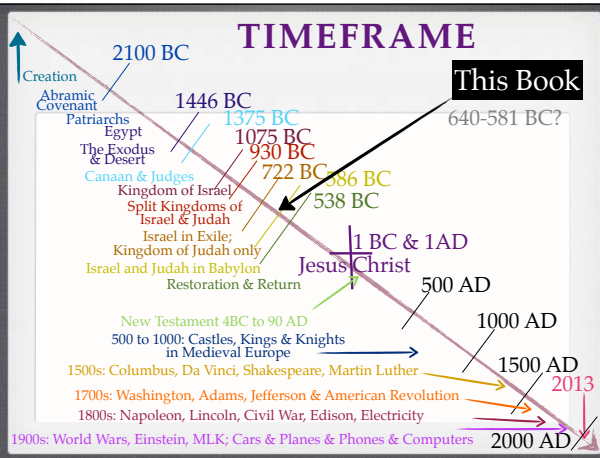 TIMEFRAME
2100 BC
This Book
Creation
640-581 BC?
Abramic
Covenant
1446 BC
Patriarchs
1375 BC
Egypt
1075 BC
The Exodus
& Desert
930 BC
Canaan & Judges
722 BC
586 BC
Kingdom of Israel
538 BC
Split Kingdoms of
Israel & Judah
Israel in Exile;
Kingdom of Judah only
1 BC & 1AD
Israel and Judah in Babylon
Jesus Christ
Restoration & Return
500 AD
New Testament 4BC to 90 AD
1000 AD
500 to 1000: Castles, Kings & Knights
in Medieval Europe
1500 AD
1500s: Columbus, Da Vinci, Shakespeare, Martin Luther
2013
1700s: Washington, Adams, Jefferson & American Revolution
1800s: Napoleon, Lincoln, Civil War, Edison, Electricity
1900s: World Wars, Einstein, MLK; Cars & Planes & Phones & Computers
2000 AD